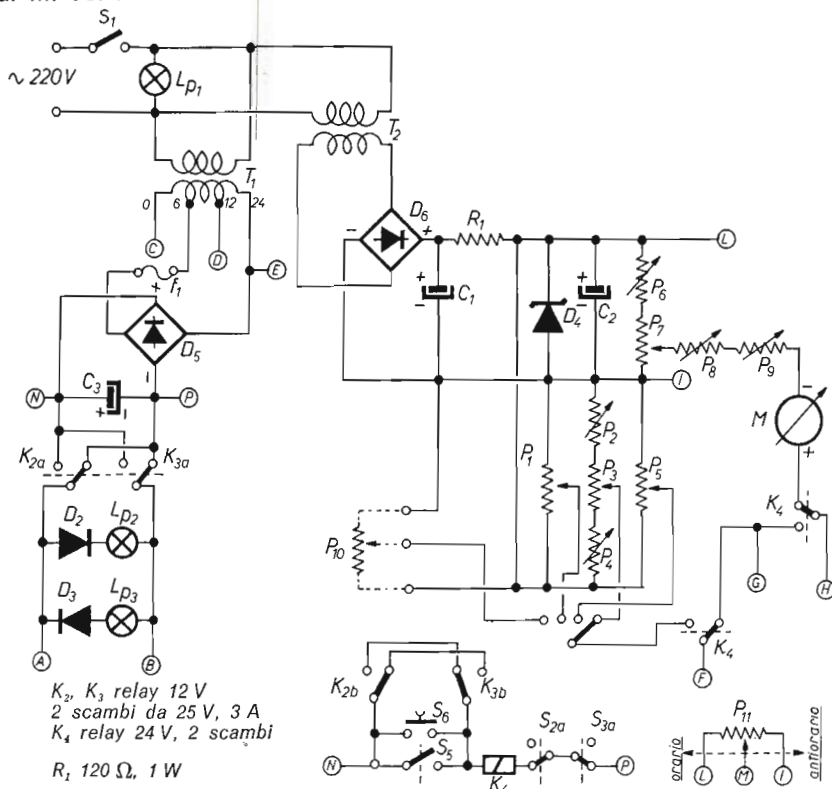 S1
~ 220V
Lp1
T2
T1
0
6
12
24
C
D
E
f1
D6
-
+
R1
L
+
-
C1
D4
+
-
C2
P6
P7
P8
P9
-
M
+
+
D5
N
C3
+
P
I
K2a
K3a
P1
P2
P3
P4
P5
K4
G
H
D2
Lp2
P10
D3
Lp3
K4
F
A
B
K2, K3 relay 12 V
2 scambi da 25 V, 3 A
K4 relay 24 V, 2 scambi
R1 120 Ω, 1 W
K2b
K3b
S6
S5
S2a
S3a
N
P
P11
orario
antiorario
L
M
I